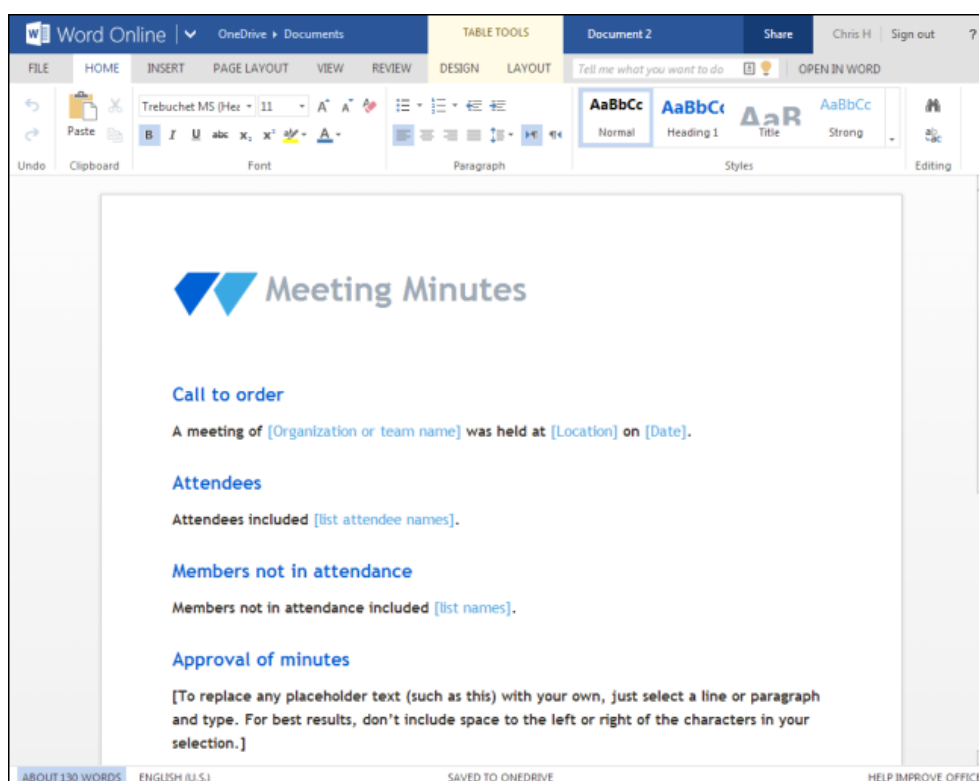 Word Online OneDrive ▸ Documents TABLE TOOLS Document 2 Share Chris H Sign out ?
FILE HOME INSERT PAGE LAYOUT VIEW REVIEW DESIGN LAYOUT Tell me what you want to do OPEN IN WORD
Trebuchet MS (Hea 11 A A
AaBbCc AaBbC AaB AaBbCc
Paste B I U abc x₂ x² A Normal Heading 1 Title Strong
Undo Clipboard Font Paragraph Styles Editing
Meeting Minutes
Call to order
A meeting of [Organization or team name] was held at [Location] on [Date].
Attendees
Attendees included [list attendee names].
Members not in attendance
Members not in attendance included [list names].
Approval of minutes
[To replace any placeholder text (such as this) with your own, just select a line or paragraph
and type. For best results, don’t include space to the left or right of the characters in your
selection.]
ABOUT 130 WORDS ENGLISH (U.S.) SAVED TO ONEDRIVE HELP IMPROVE OFFIC